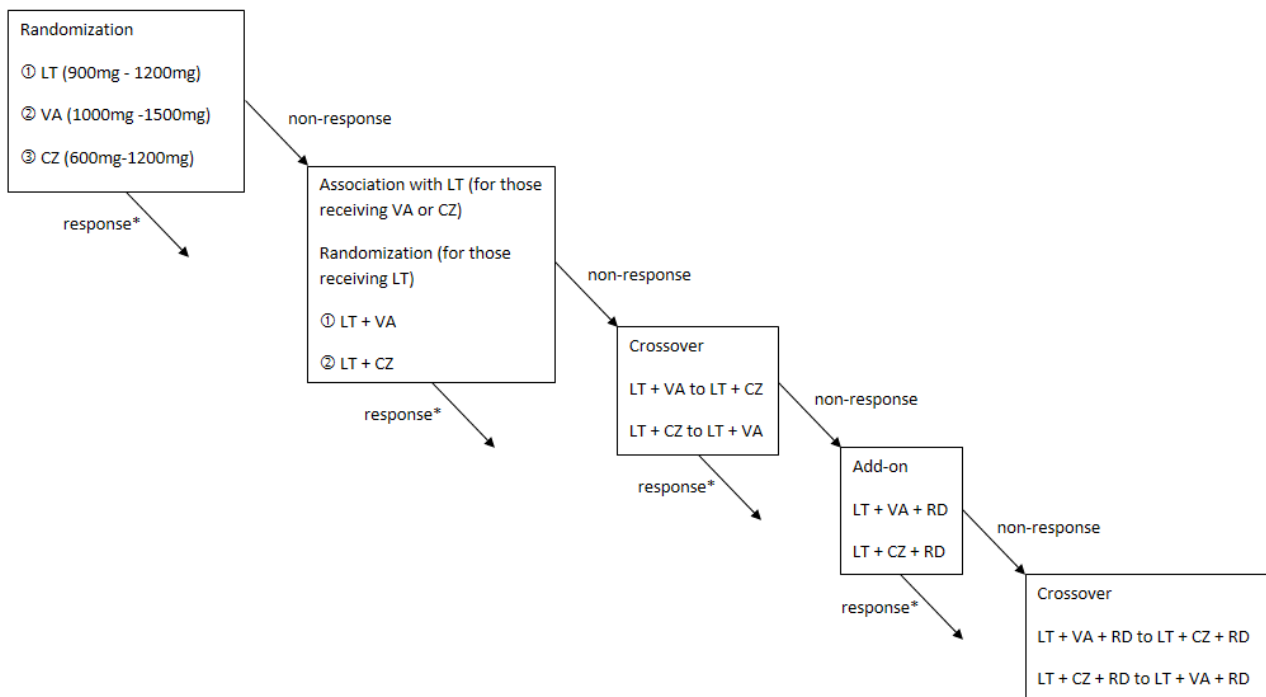 Randomization
① LT (900mg - 1200mg)
② VA (1000mg -1500mg)
③ CZ (600mg-1200mg)
non-response
response*
Association with LT (for those
receiving VA or CZ)
Randomization (for those
receiving LT)
① LT + VA
② LT + CZ
non-response
response*
Crossover
LT + VA to LT + CZ
LT + CZ to LT + VA
non-response
response*
Add-on
LT + VA + RD
LT + CZ + RD
non-response
response*
Crossover
LT + VA + RD to LT + CZ + RD
LT + CZ + RD to LT + VA + RD